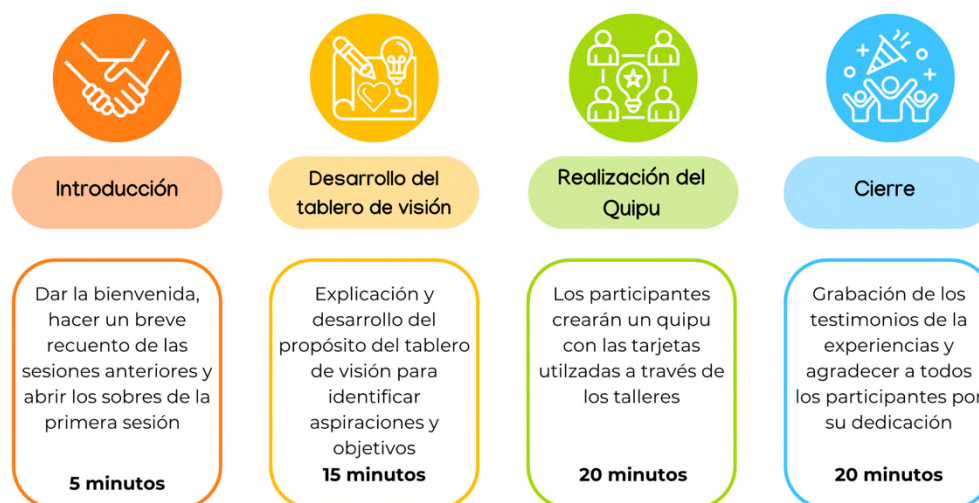 Introducción
Dar la bienvenida,
hacer un breve
recuento de las
sesiones anteriores y
abrir los sobres de la
primera sesión
5 minutos
Desarrollo del
tablero de visión
Explicación y
desarrollo del
propósito del tablero
de visión para
identificar
aspiraciones y
objetivos
15 minutos
Realización del
Quipu
Los participantes
crearán un quipu
con las tarjetas
utilzadas a través de
los talleres
20 minutos
Cierre
Grabación de los
testimonios de la
experiencias y
agradecer a todos
los participantes por
su dedicación
20 minutos